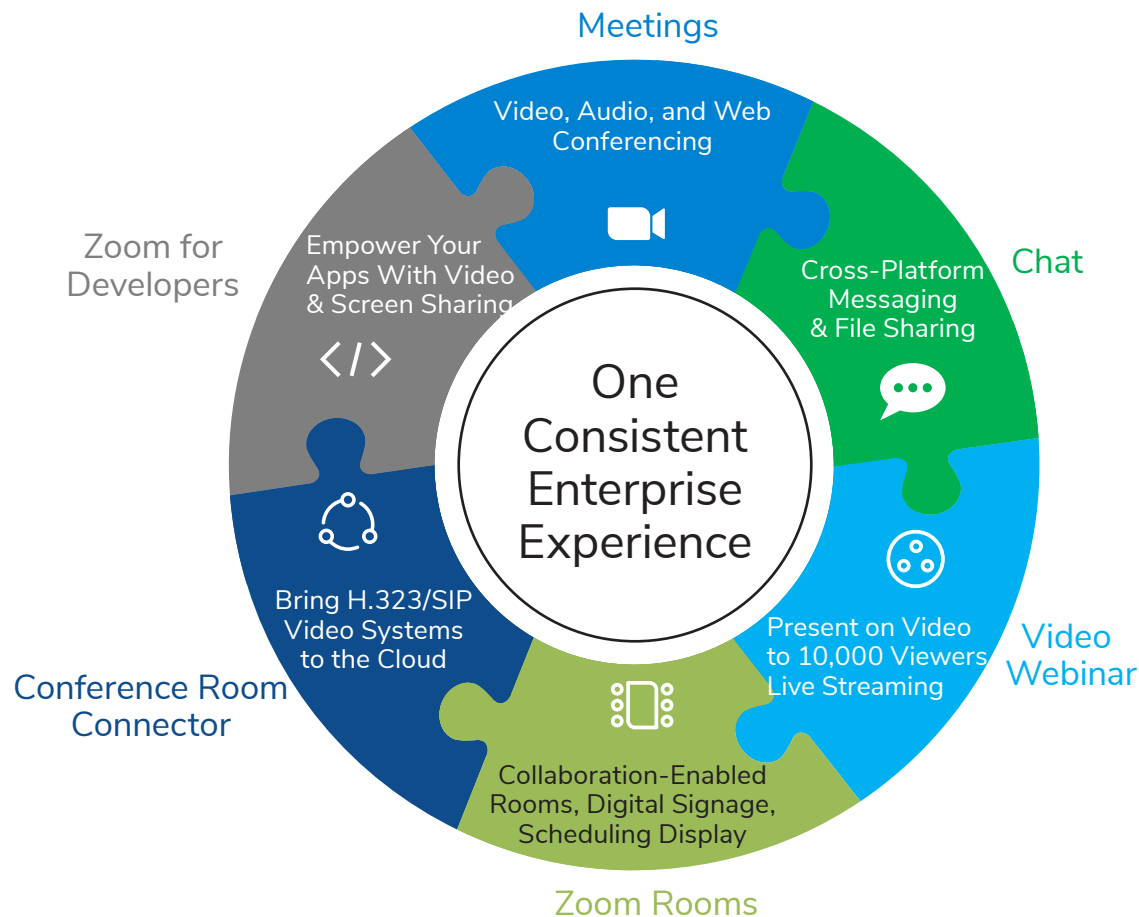 Meetings
Video, Audio, and Web
Conferencing
Chat
Cross-Platform
Messaging
& File Sharing
Video
Webinar
Present on Video
to 10,000 Viewers
Live Streaming
Zoom Rooms
Collaboration-Enabled
Rooms, Digital Signage,
Scheduling Display
Conference Room
Connector
Bring H.323/SIP
Video Systems
to the Cloud
Zoom for
Developers
Empower Your
Apps With Video
& Screen Sharing
</>
One
Consistent
Enterprise
Experience